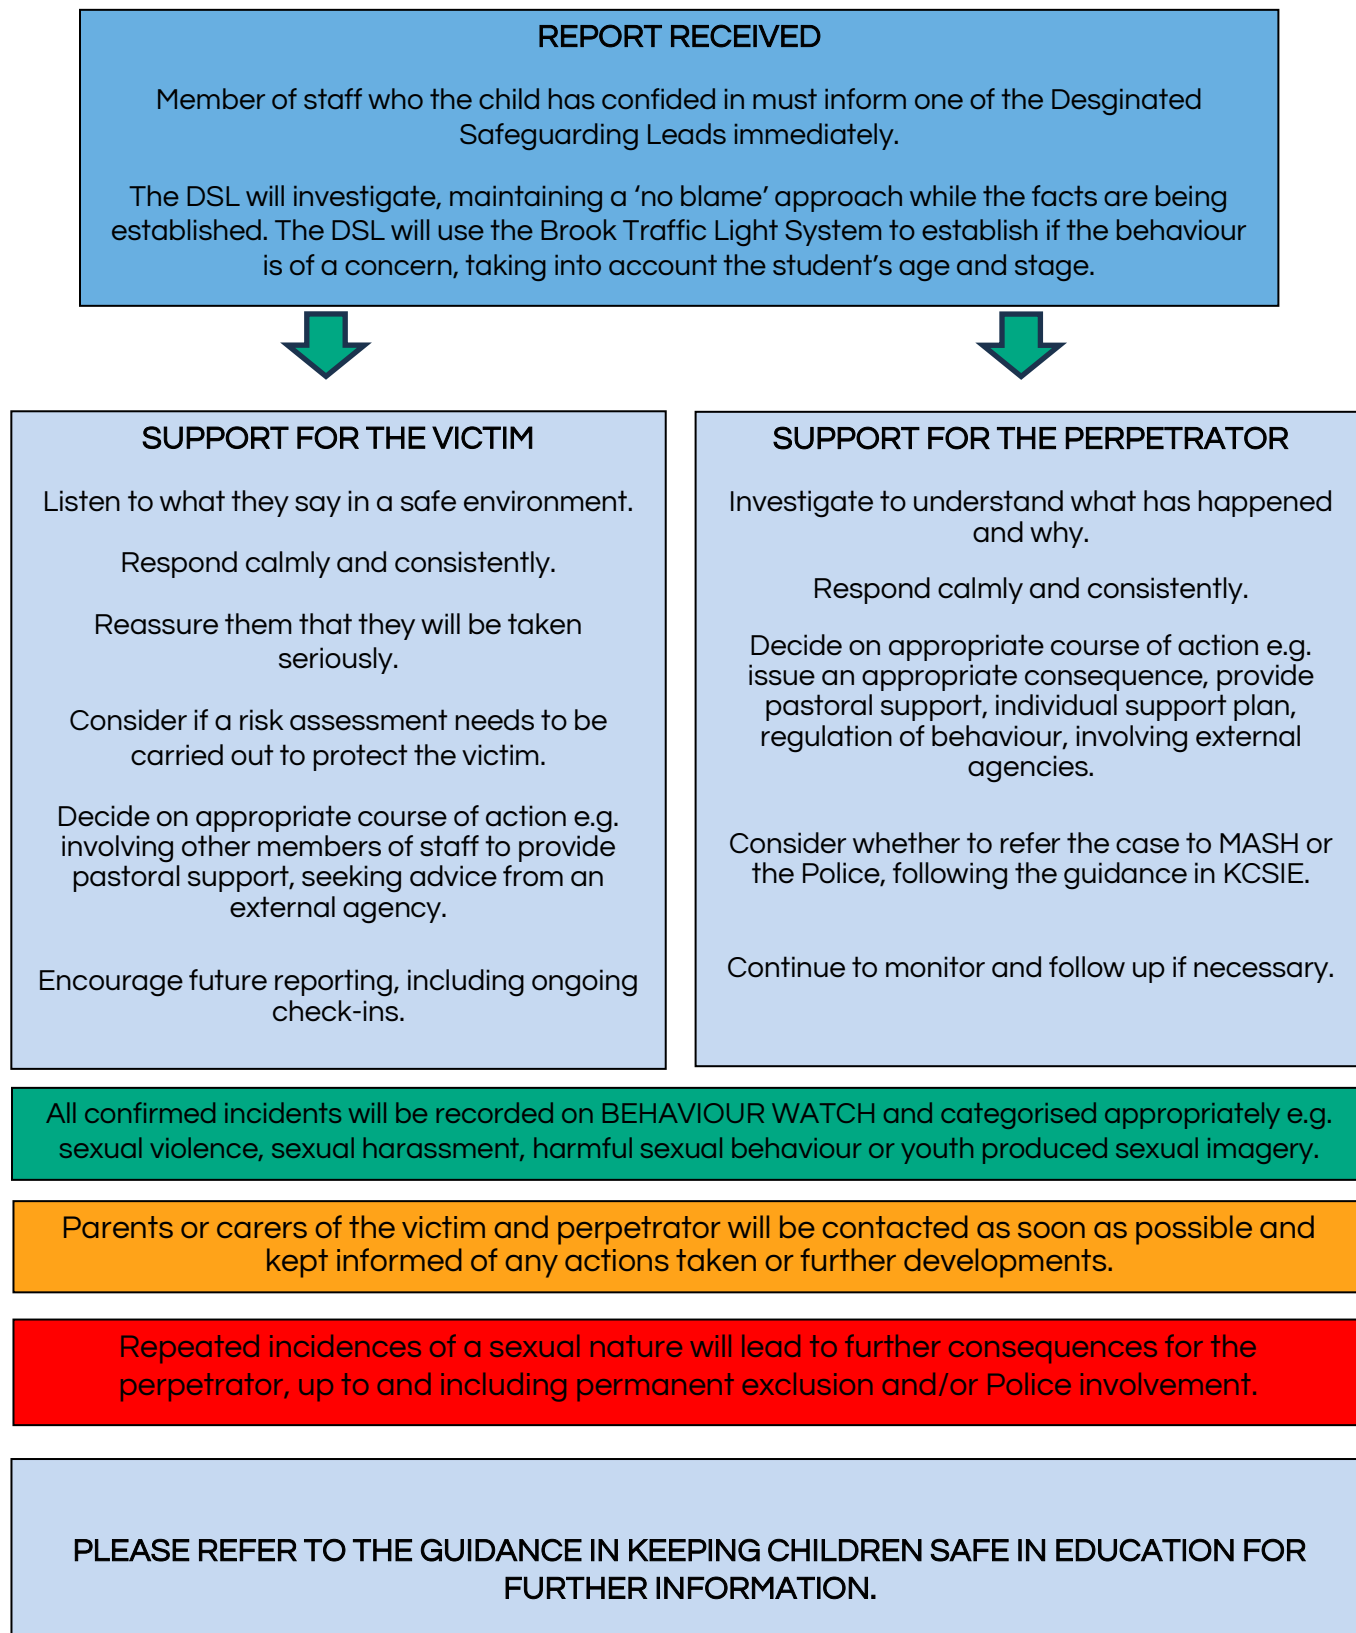 REPORT RECEIVED
Member of staff who the child has confided in must inform one of the Desginated
Safeguarding Leads immediately.
The DSL will investigate, maintaining a ‘no blame’ approach while the facts are being
established. The DSL will use the Brook Traffic Light System to establish if the behaviour
is of a concern, taking into account the student’s age and stage.
SUPPORT FOR THE VICTIM
Listen to what they say in a safe environment.
Respond calmly and consistently.
Reassure them that they will be taken
seriously.
Consider if a risk assessment needs to be
carried out to protect the victim.
Decide on appropriate course of action e.g.
involving other members of staff to provide
pastoral support, seeking advice from an
external agency.
Encourage future reporting, including ongoing
check-ins.
SUPPORT FOR THE PERPETRATOR
Investigate to understand what has happened
and why.
Respond calmly and consistently.
Decide on appropriate course of action e.g.
issue an appropriate consequence, provide
pastoral support, individual support plan,
regulation of behaviour, involving external
agencies.
Consider whether to refer the case to MASH or
the Police, following the guidance in KCSIE.
Continue to monitor and follow up if necessary.
All confirmed incidents will be recorded on BEHAVIOUR WATCH and categorised appropriately e.g.
sexual violence, sexual harassment, harmful sexual behaviour or youth produced sexual imagery.
Parents or carers of the victim and perpetrator will be contacted as soon as possible and
kept informed of any actions taken or further developments.
Repeated incidences of a sexual nature will lead to further consequences for the
perpetrator, up to and including permanent exclusion and/or Police involvement.
PLEASE REFER TO THE GUIDANCE IN KEEPING CHILDREN SAFE IN EDUCATION FOR
FURTHER INFORMATION.